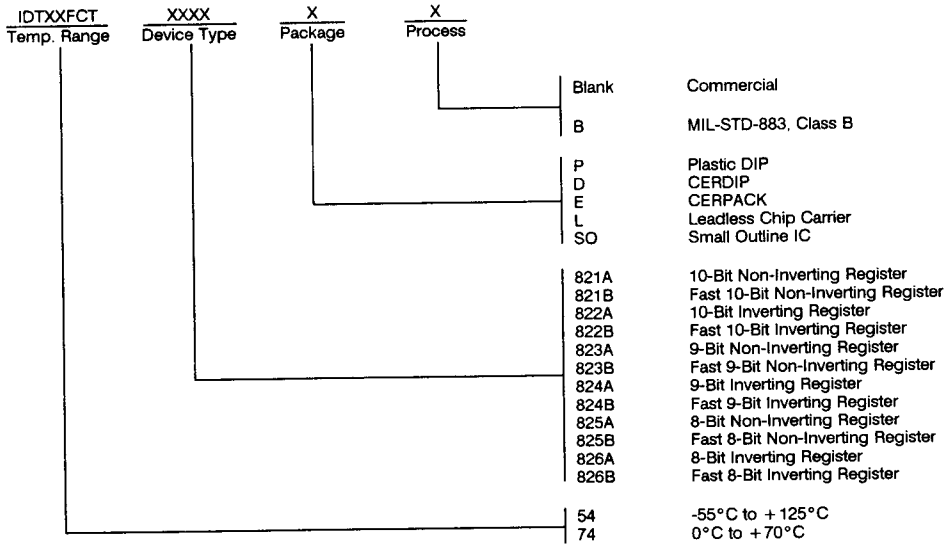 IDTXXFCT XXXX X X
Temp. Range Device Type Package Process
Blank Commercial
B MIL-STD-883, Class B
P Plastic DIP
D CERDIP
E CERPACK
L Leadless Chip Carrier
SO Small Outline IC
821A 10-Bit Non-Inverting Register
821B Fast 10-Bit Non-Inverting Register
822A 10-Bit Inverting Register
822B Fast 10-Bit Inverting Register
823A 9-Bit Non-Inverting Register
823B Fast 9-Bit Non-Inverting Register
824A 9-Bit Inverting Register
824B Fast 9-Bit Inverting Register
825A 8-Bit Non-Inverting Register
825B Fast 8-Bit Non-Inverting Register
826A 8-Bit Inverting Register
826B Fast 8-Bit Inverting Register
54 -55°C to +125°C
74 0°C to +70°C